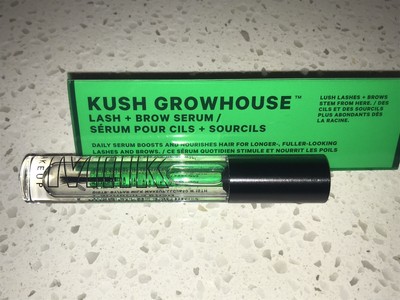 KUSH GROWHOUSE™
LASH + BROW SERUM /
SÉRUM POUR CILS + SOURCILS
DAILY SERUM BOOSTS AND NOURISHES HAIR FOR LONGER-, FULLER-LOOKING
LASHES AND BROWS. / CE SÉRUM QUOTIDIEN STIMULE ET NOURRIT LES POILS
LUSH LASHES + BROWS
STEM FROM HERE. / DES
CILS ET DES SOURCILS
PLUS ABONDANTS DÈS
LA RACINE.
MILK